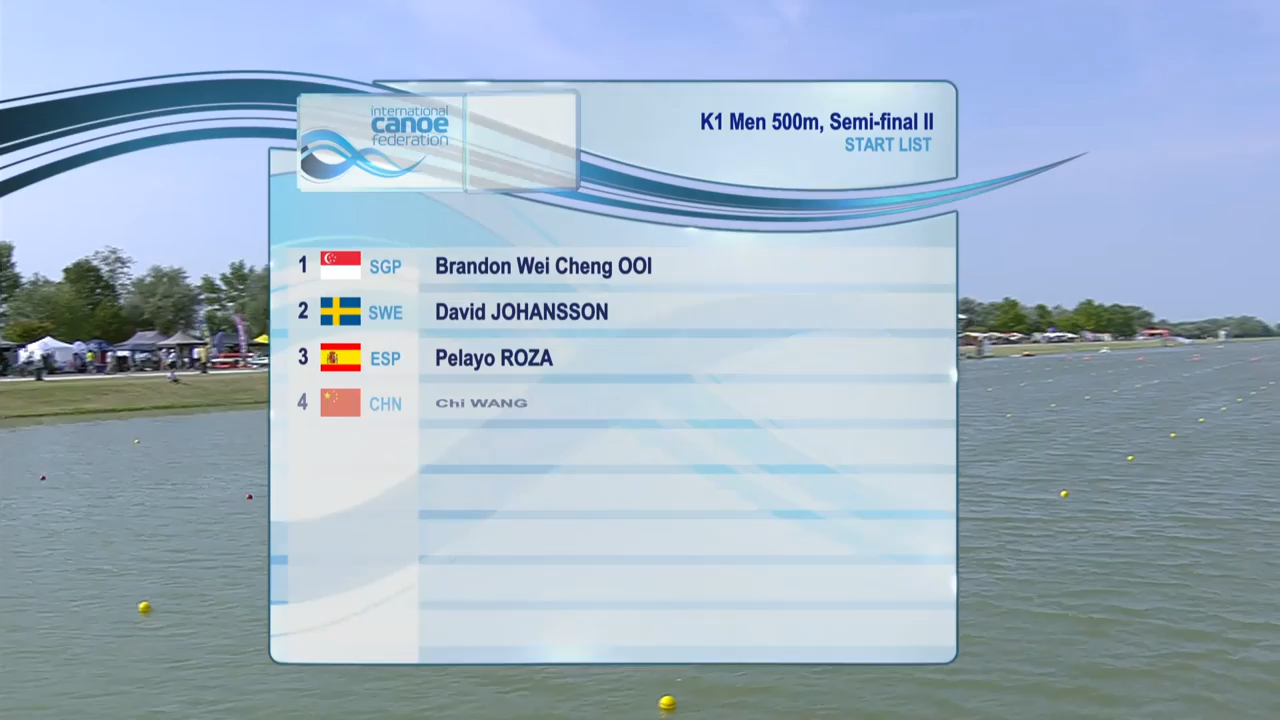 international
canoe
federation
K1 Men 500m, Semi-final II
START LIST
1 SGP Brandon Wei Cheng OOI
2 SWE David JOHANSSON
3 ESP Pelayo ROZA
4 CHN Chi WANG